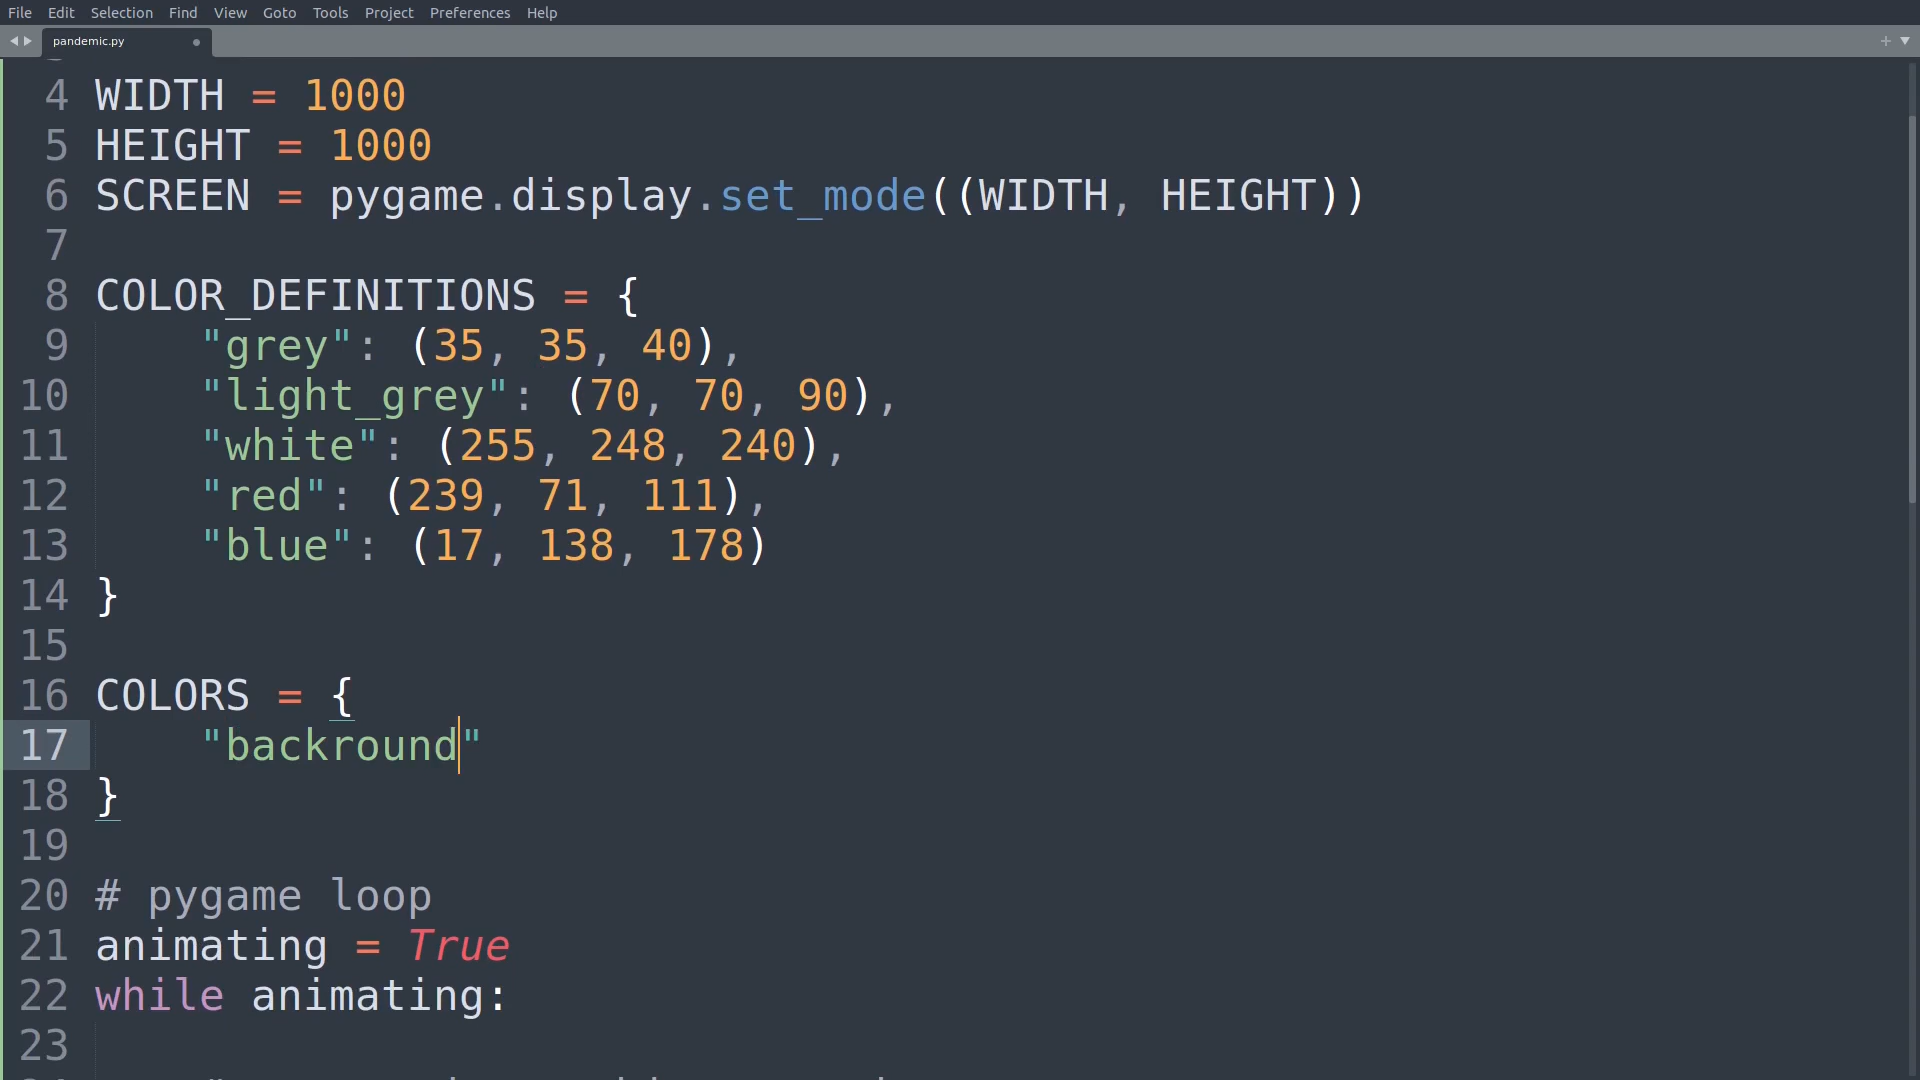 File Edit Selection Find View Goto Tools Project Preferences Help
pandemic.py
4 WIDTH = 1000
5 HEIGHT = 1000
6 SCREEN = pygame.display.set_mode((WIDTH, HEIGHT))
7
8 COLOR_DEFINITIONS = {
9 "grey": (35, 35, 40),
10 "light_grey": (70, 70, 90),
11 "white": (255, 248, 240),
12 "red": (239, 71, 111),
13 "blue": (17, 138, 178)
14 }
15
16 COLORS = {
17 "backround"
18 }
19
20 # pygame loop
21 animating = True
22 while animating:
23